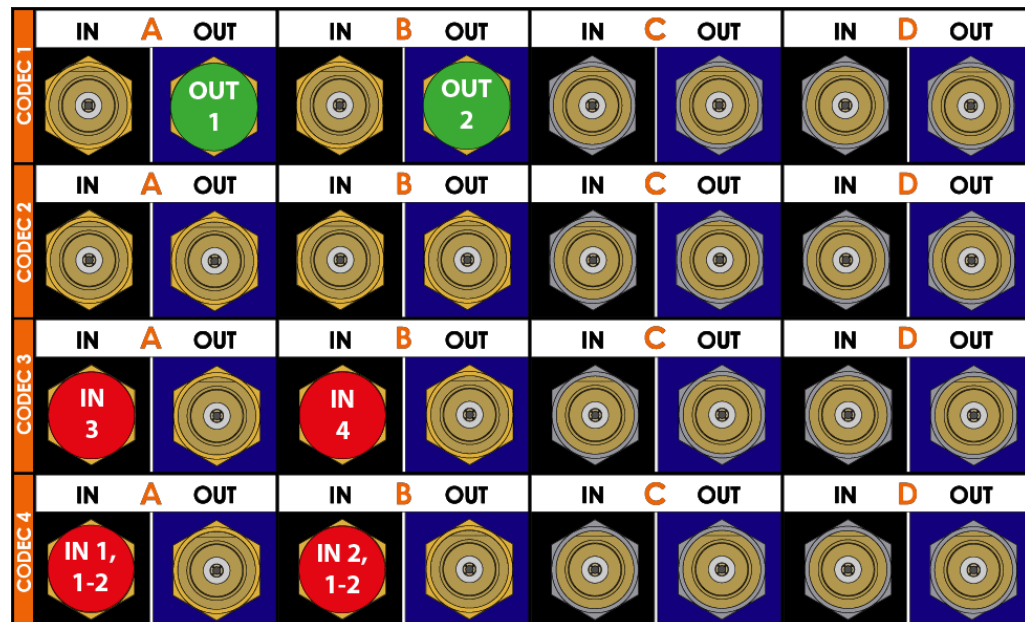 CODEC 1
IN A OUT IN B OUT IN C OUT IN D OUT
OUT
1
OUT
2
CODEC 2
IN A OUT IN B OUT IN C OUT IN D OUT
CODEC 3
IN A OUT IN B OUT IN C OUT IN D OUT
IN
3
IN
4
CODEC 4
IN A OUT IN B OUT IN C OUT IN D OUT
IN 1,
1-2
IN 2,
1-2